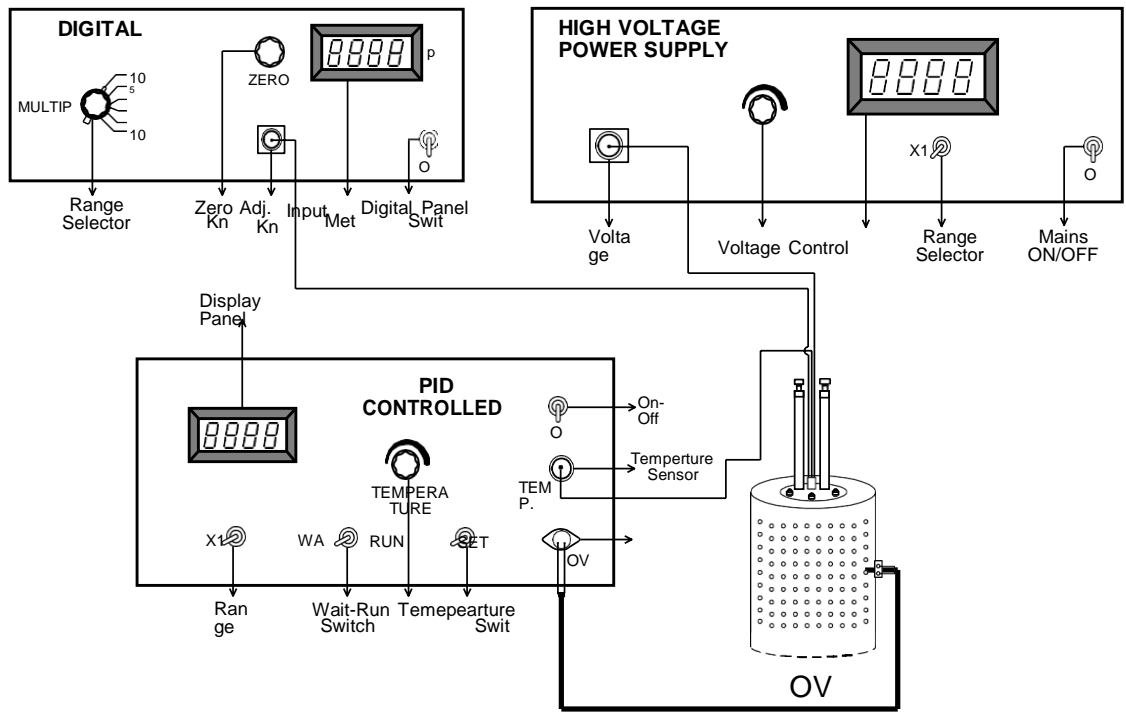 DIGITAL
8888
p
ZERO
MULTIP
10
5
10
O
Range
Selector
Zero Adj.
Kn
Kn
Input
Met
Digital Panel
Swit
HIGH VOLTAGE
POWER SUPPLY
8888
X1
O
Volta
ge
Voltage Control
Range
Selector
Mains
ON/OFF
Display
Panel
PID
CONTROLLED
8888
On-
Off
O
Temperture
Sensor
TEM
P.
TEMPERA
TURE
X1
WA
RUN
SET
OV
Ran
ge
Wait-Run
Switch
Temepearture
Swit
OV